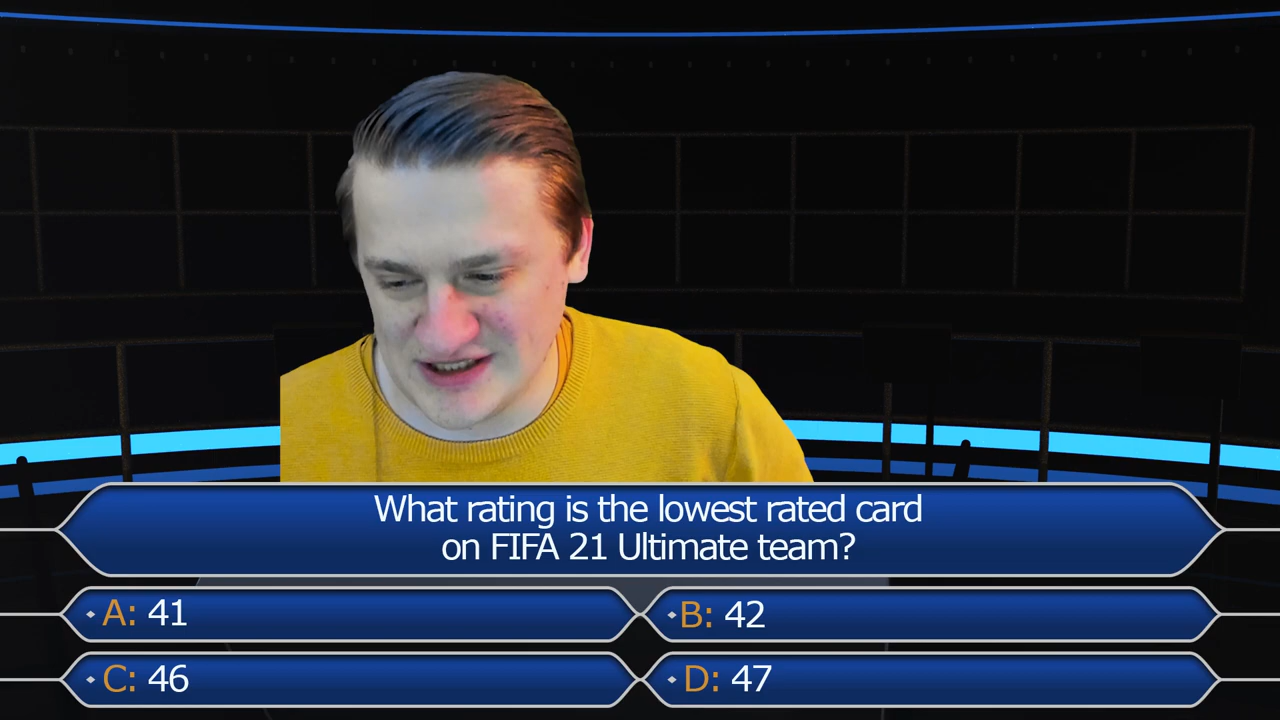 What rating is the lowest rated card
on FIFA 21 Ultimate team?
A: 41
B: 42
C: 46
D: 47